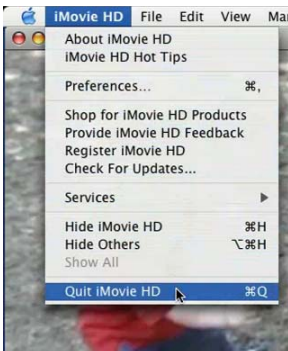 iMovie HD File Edit View
About iMovie HD
iMovie HD Hot Tips
Preferences... ⌘,
Shop for iMovie HD Products
Provide iMovie HD Feedback
Register iMovie HD
Check For Updates...
Services
Hide iMovie HD ⌘H
Hide Others ⌥⌘H
Show All
Quit iMovie HD ⌘Q